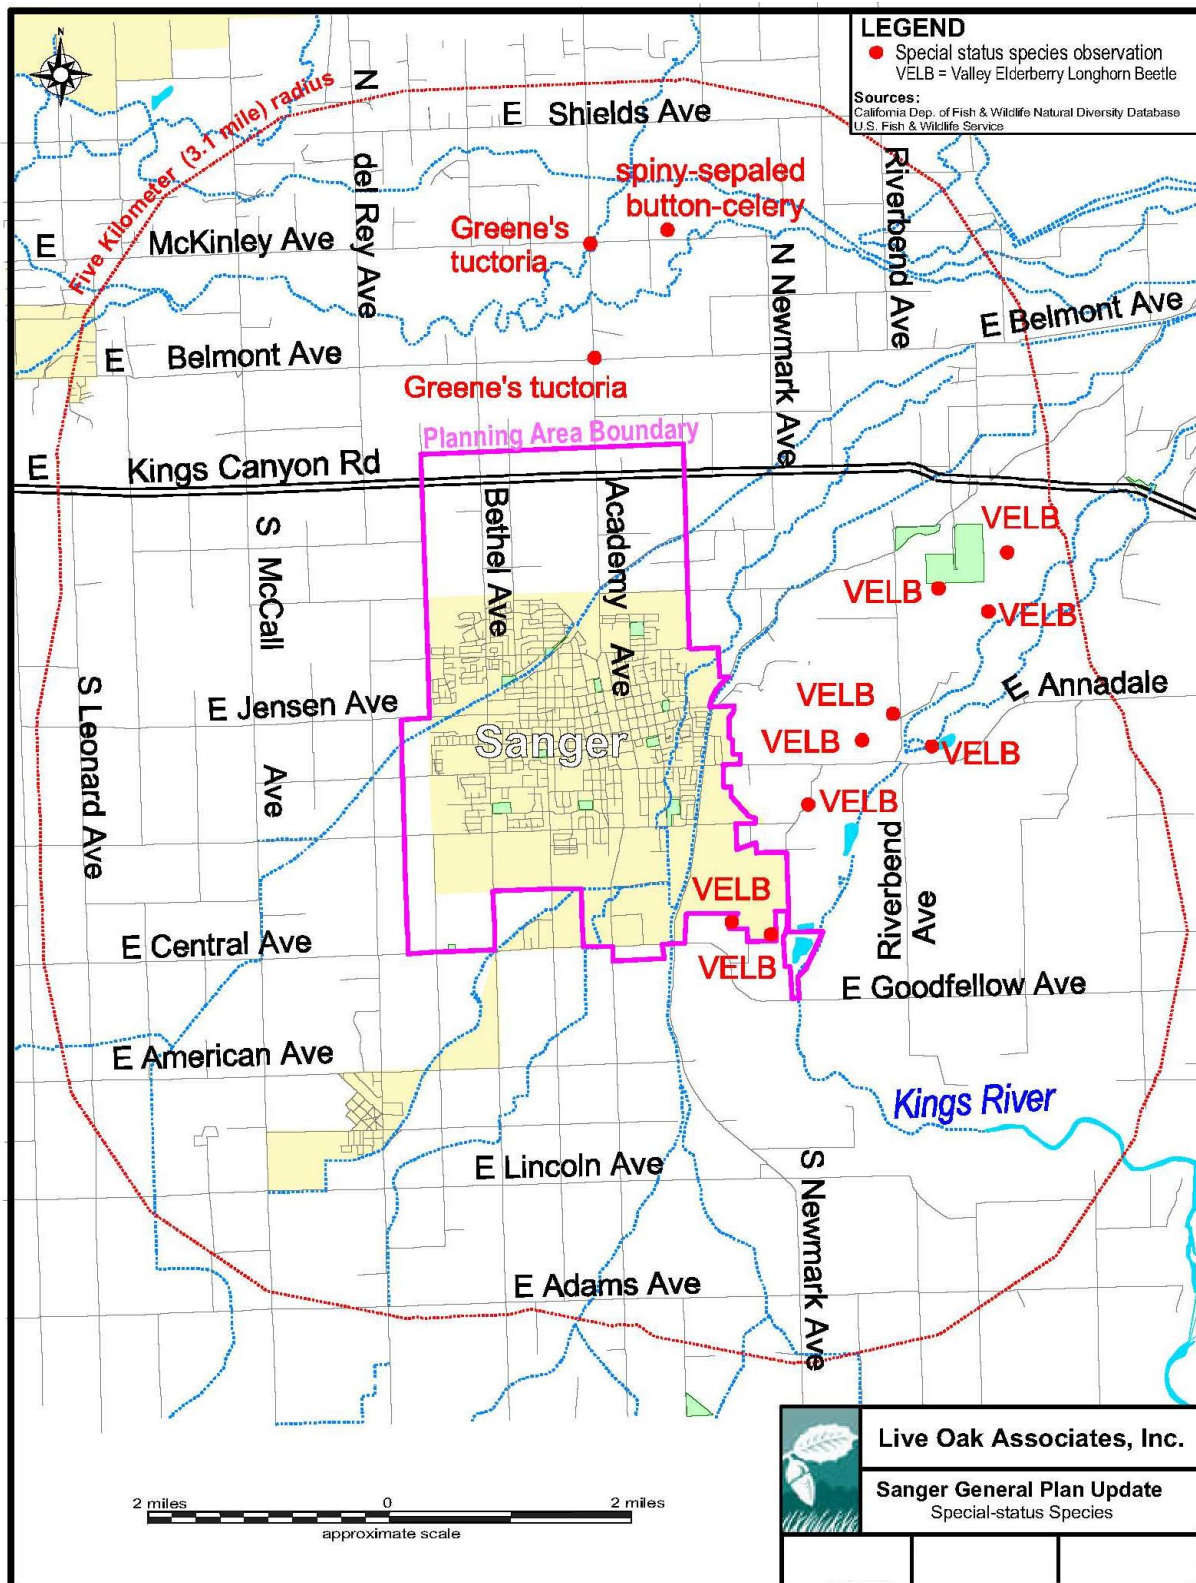 LEGEND
Special status species observation
VELB = Valley Elderberry Longhorn Beetle
Sources:
California Dep. of Fish & Wildlife Natural Diversity Database
U.S. Fish & Wildlife Service
N
Five Kilometer (3.1 mile) radius
N del Rey Ave
E Shields Ave
spiny-sepaled
button-celery
Riverbend Ave
E McKinley Ave
Greene's
tuctoria
N Newmark Ave
E Belmont Ave
E Belmont Ave
Greene's tuctoria
Planning Area Boundary
E Kings Canyon Rd
Bethel Ave
Academy Ave
S McCall Ave
VELB
VELB
VELB
S Leonard Ave
E Jensen Ave
E Annadale
VELB
VELB
VELB
Sanger
VELB
Riverbend Ave
VELB
E Central Ave
VELB
E Goodfellow Ave
E American Ave
Kings River
E Lincoln Ave
S Newmark Ave
E Adams Ave
2 miles 0 2 miles
approximate scale
Live Oak Associates, Inc.
Sanger General Plan Update
Special-status Species